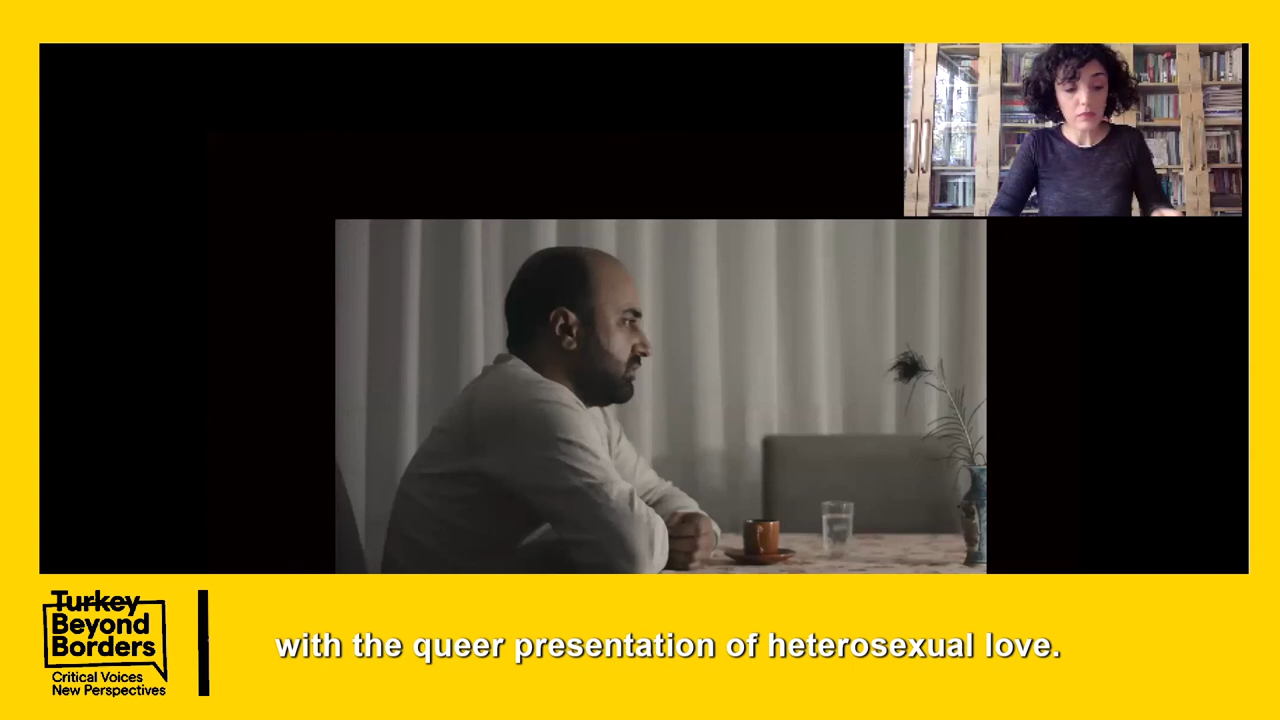 Turkey
Beyond
Borders
Critical Voices
New Perspectives
with the queer presentation of heterosexual love.